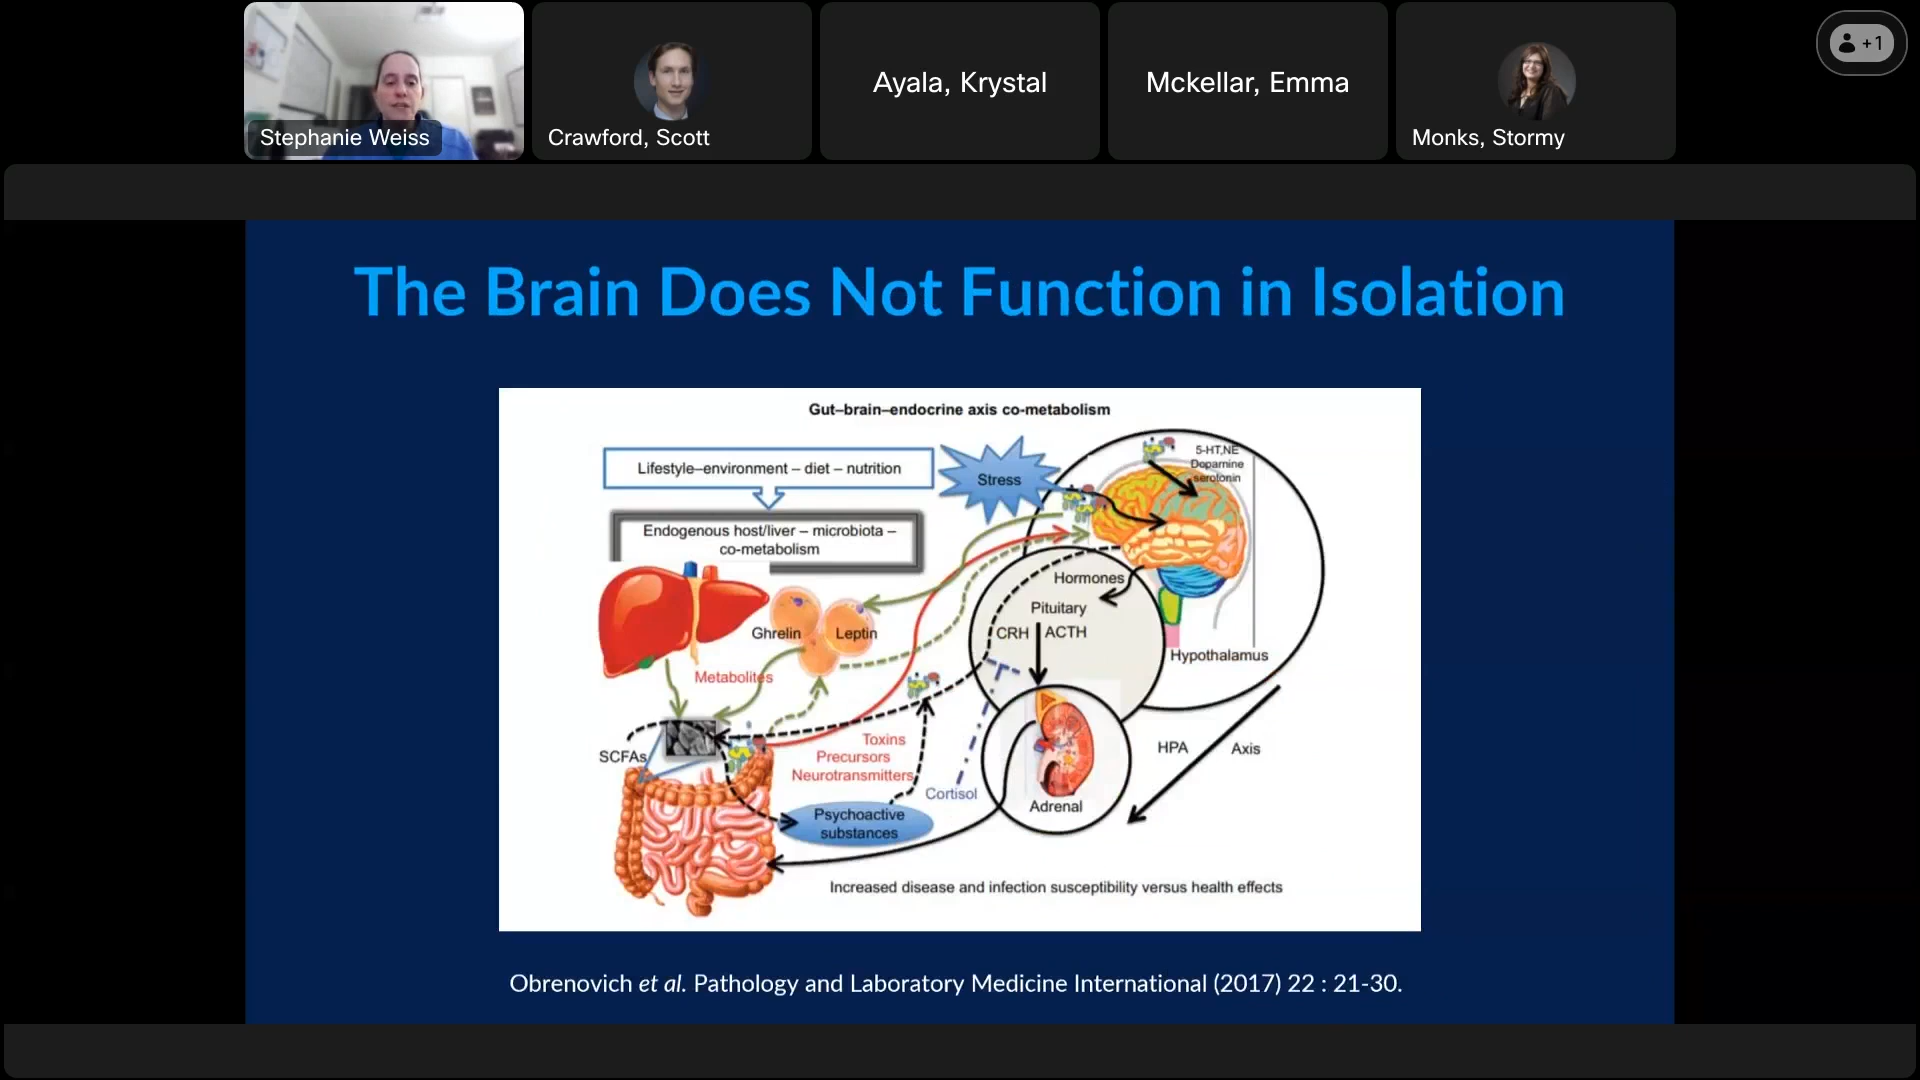 Stephanie Weiss
Crawford, Scott
Ayala, Krystal
Mckellar, Emma
Monks, Stormy
+1
The Brain Does Not Function in Isolation
Gut–brain–endocrine axis co-metabolism
Lifestyle–environment – diet – nutrition
Stress
5-HT,NE
Dopamine
serotonin
Endogenous host/liver – microbiota –
co-metabolism
Hormones
Pituitary
CRH
ACTH
Ghrelin
Leptin
Hypothalamus
Metabolites
SCFAs
Toxins
Precursors
Neurotransmitters
HPA
Axis
Cortisol
Adrenal
Psychoactive
substances
Increased disease and infection susceptibility versus health effects
Obrenovich et al. Pathology and Laboratory Medicine International (2017) 22 : 21-30.